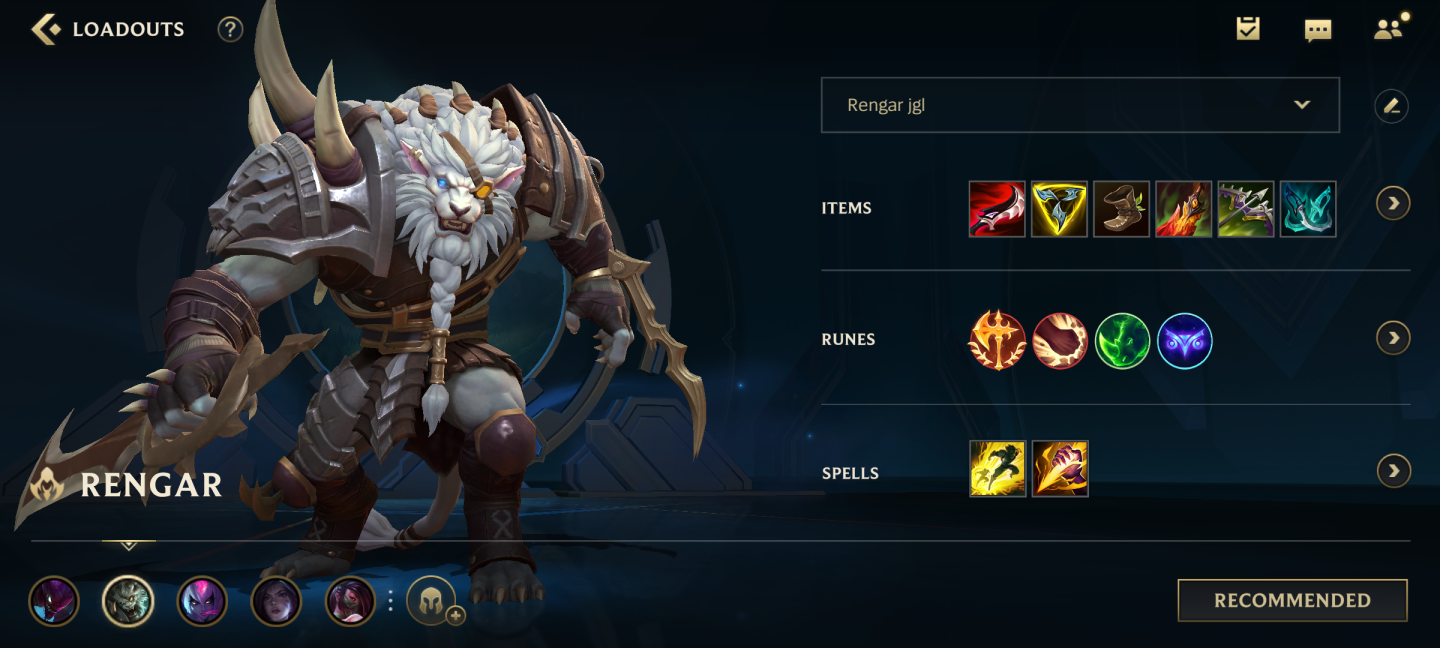 LOADOUTS ?
Rengar jgl
ITEMS
RUNES
SPELLS
RENGAR
RECOMMENDED